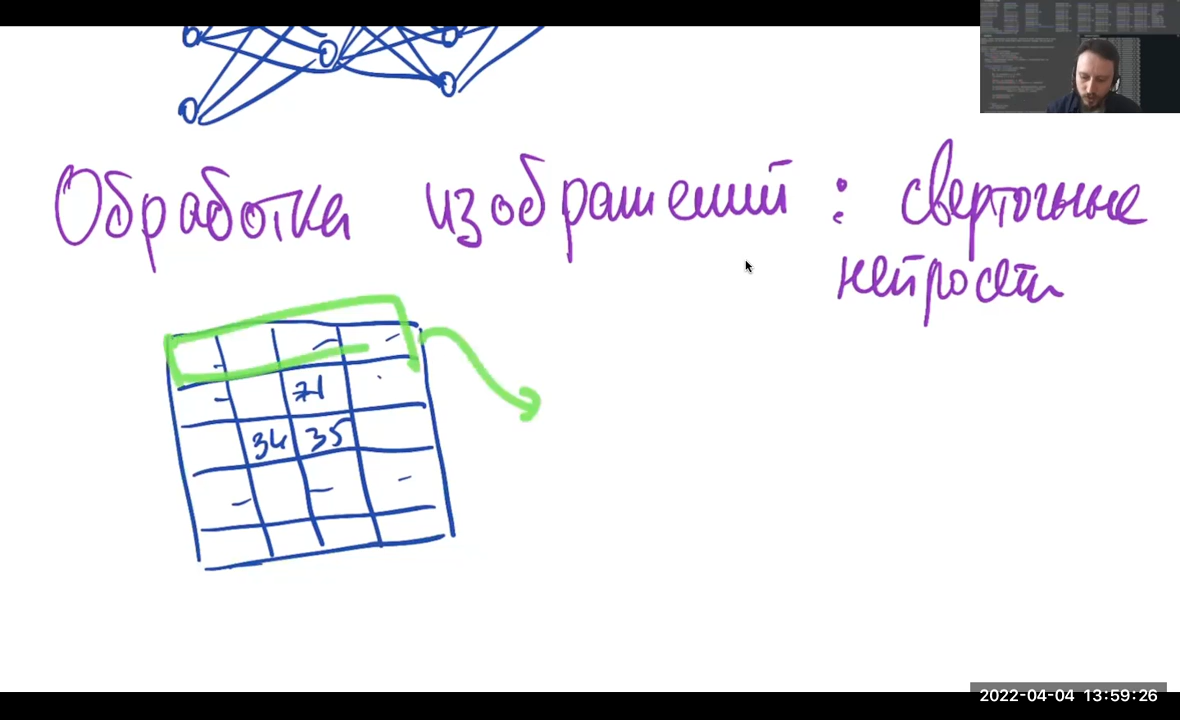 Обработка изображений : сверточные
нейросети
71
34 35
2022-04-04 13:59:26